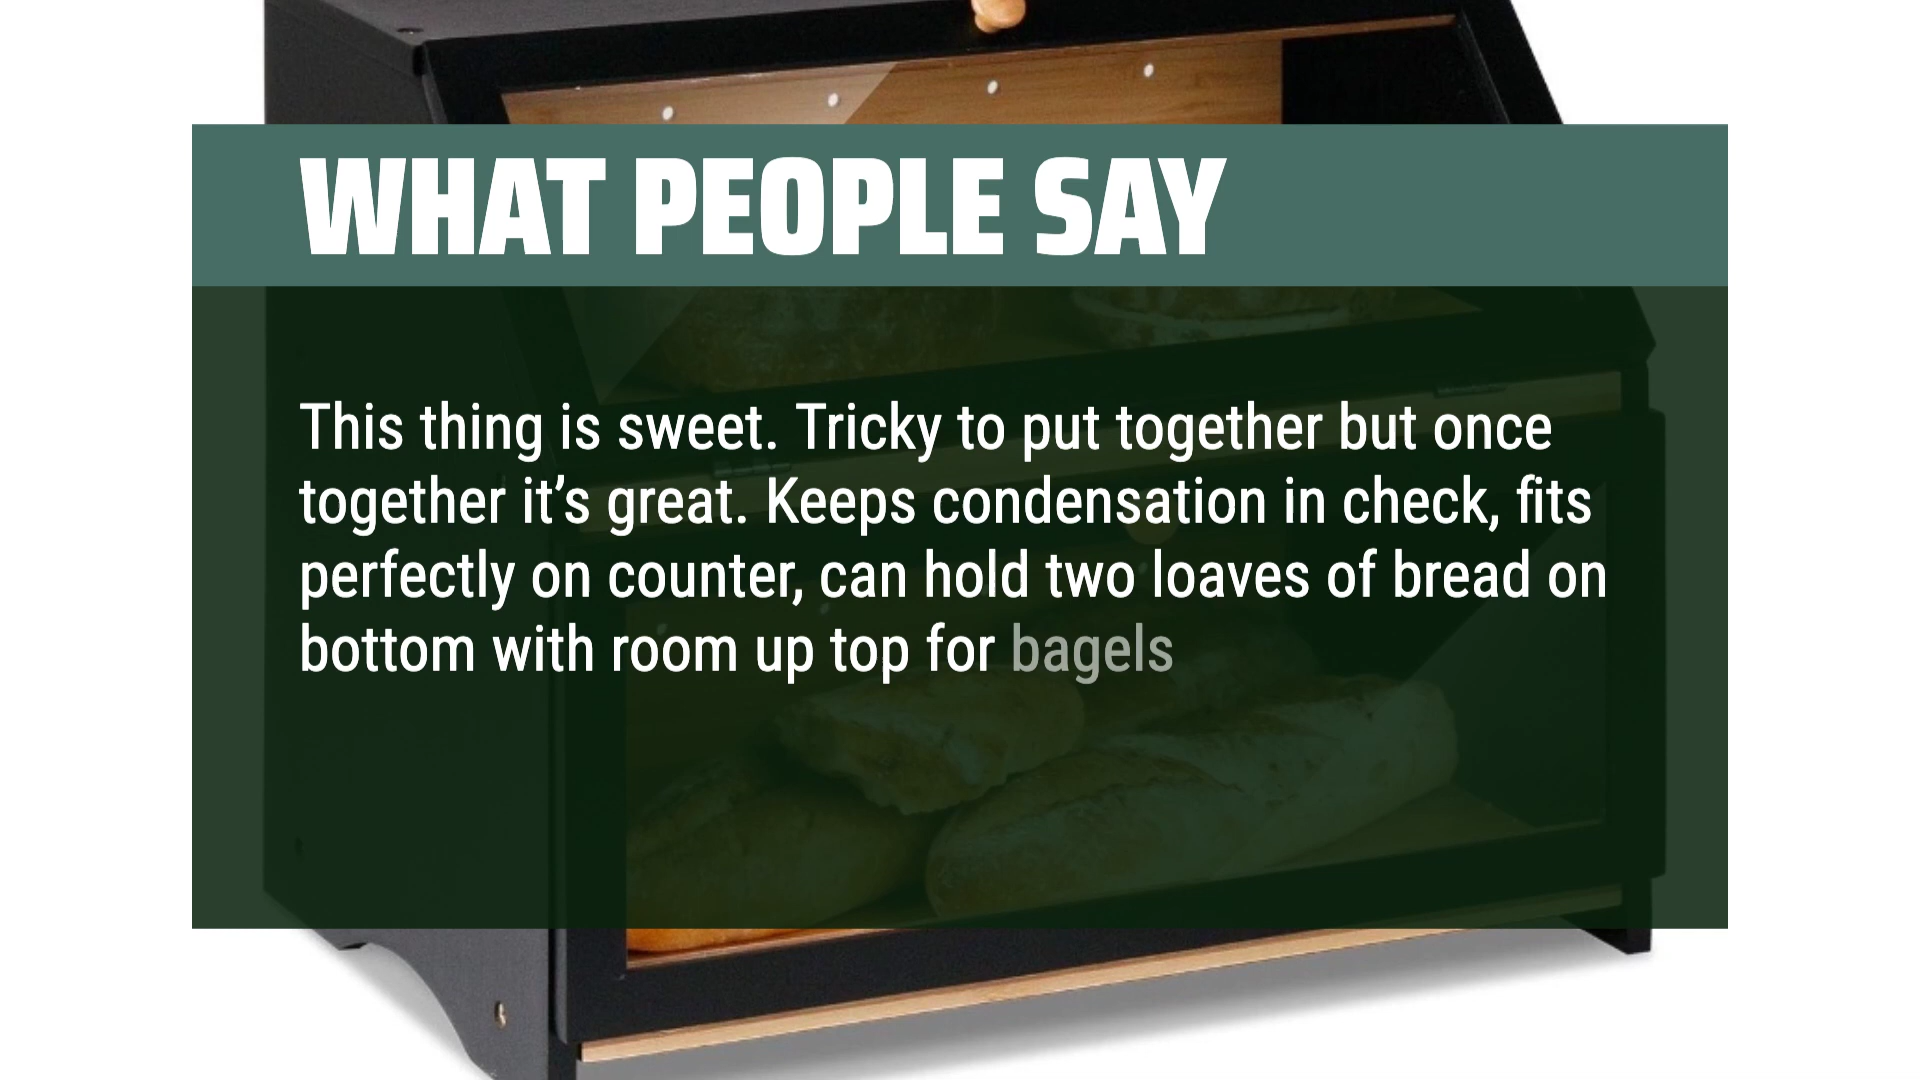 WHAT PEOPLE SAY
This thing is sweet. Tricky to put together but once
together it’s great. Keeps condensation in check, fits
perfectly on counter, can hold two loaves of bread on
bottom with room up top for bagels